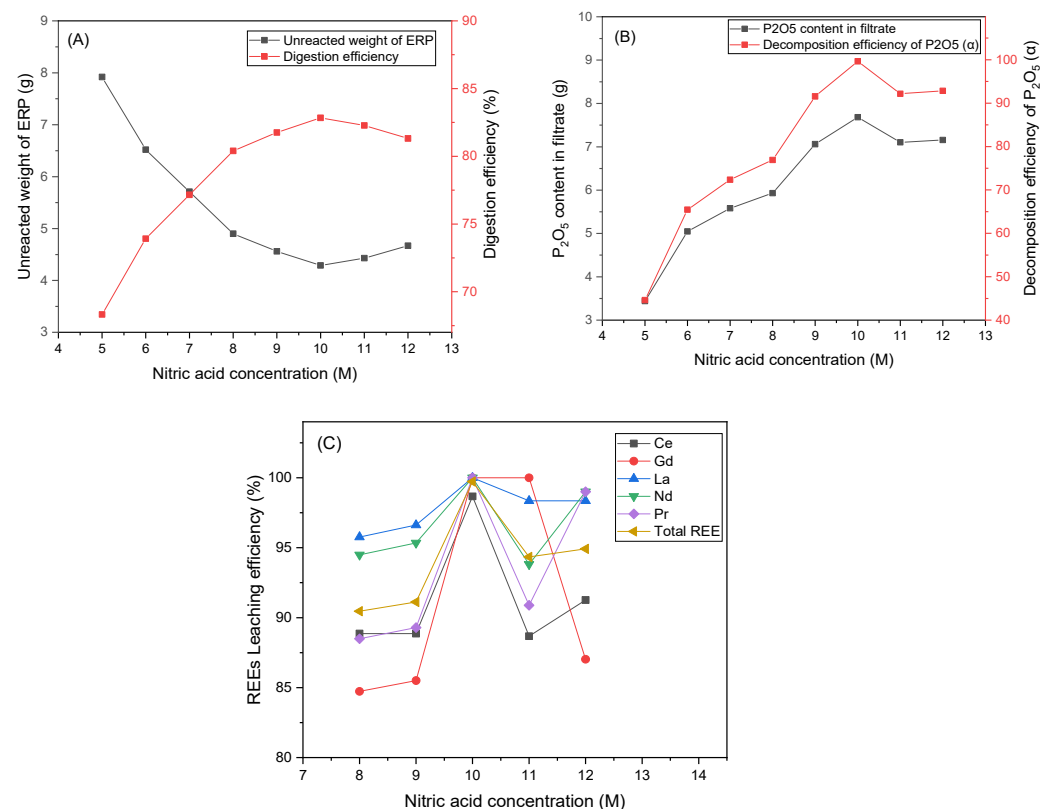 (A)
Unreacted weight of ERP
Digestion efficiency
Unreacted weight of ERP (g)
9
8
7
6
5
4
3
Digestion efficiency (%)
90
85
80
75
70
4 5 6 7 8 9 10 11 12 13
Nitric acid concentration (M)
(B)
P2O5 content in filtrate
Decomposition efficiency of P2O5 (α)
P₂O₅ content in filtrate (g)
10
9
8
7
6
5
4
3
Decomposition efficiency of P₂O₅ (α)
100
90
80
70
60
50
40
4 5 6 7 8 9 10 11 12 13
Nitric acid concentration (M)
(C)
Ce
Gd
La
Nd
Pr
Total REE
REEs Leaching efficiency (%)
100
95
90
85
80
7 8 9 10 11 12 13 14
Nitric acid concentration (M)